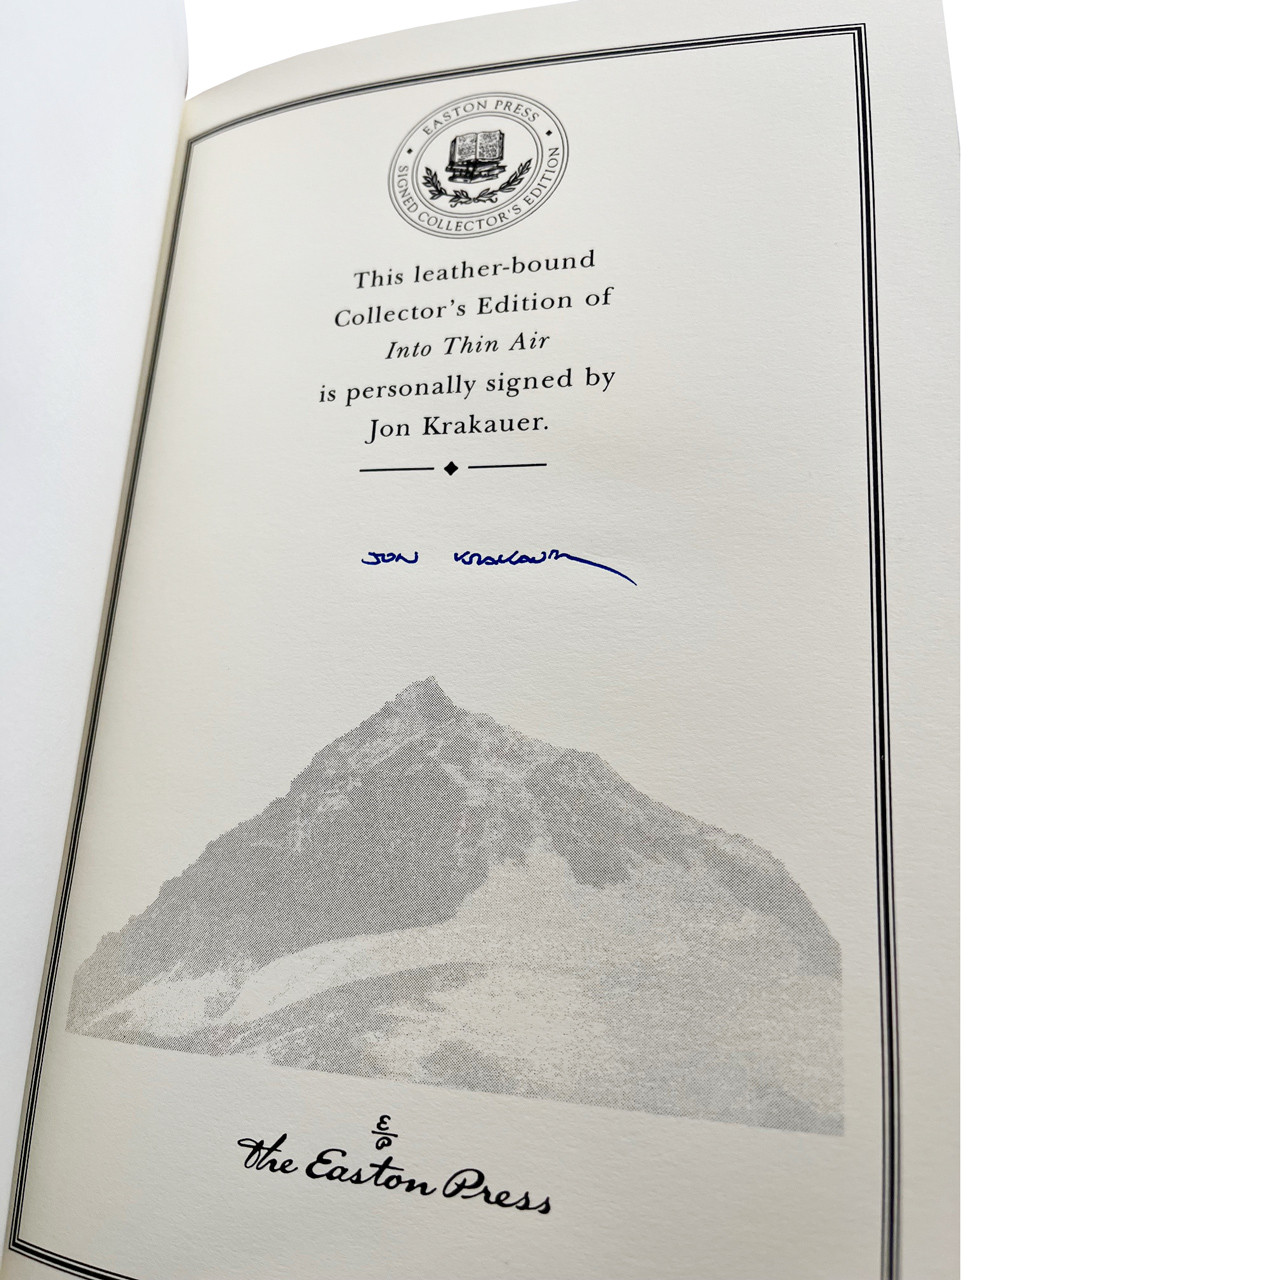 EASTON PRESS
SIGNED COLLECTOR'S EDITION
This leather-bound
Collector's Edition of
Into Thin Air
is personally signed by
Jon Krakauer.
JON KRAKAUER
E
P
The Easton Press